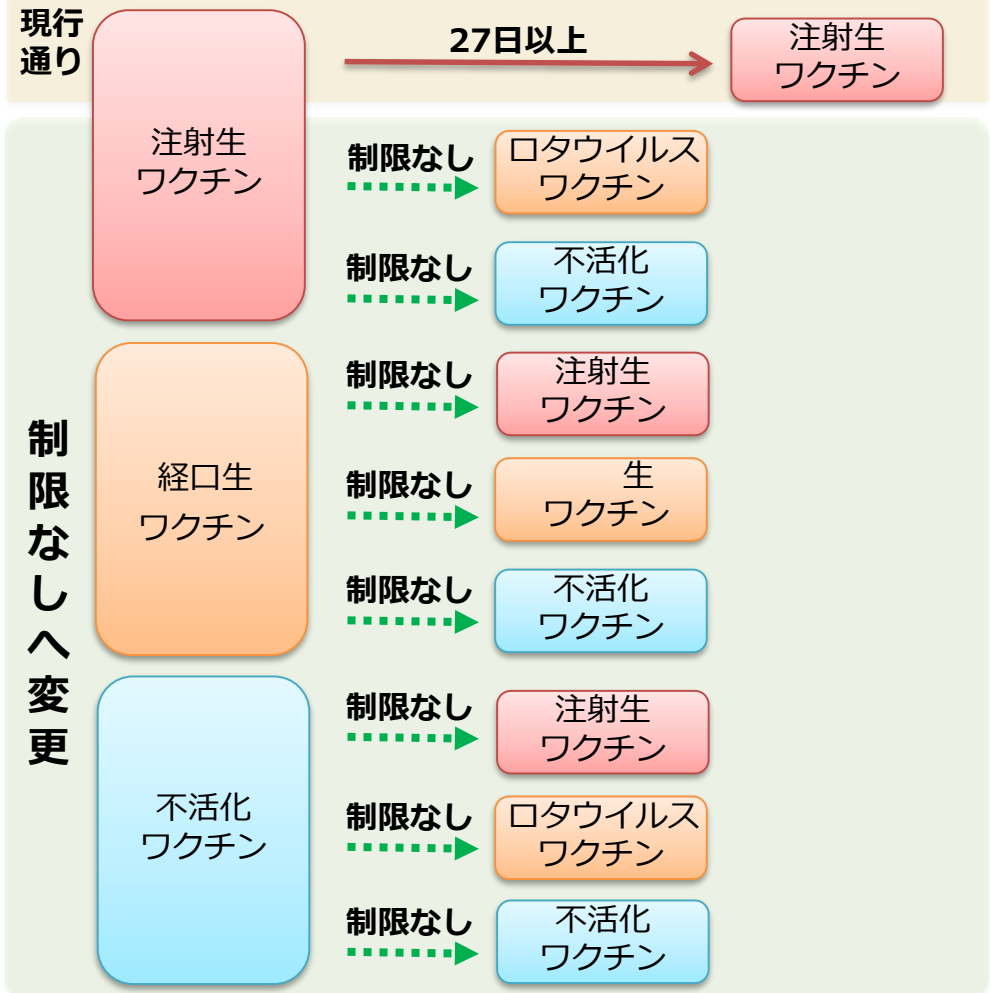 現行
通り
注射生
ワクチン
27日以上
注射生
ワクチン
制限なし
ロタウイルス
ワクチン
制限なし
不活化
ワクチン
制限なしへ変更
経口生
ワクチン
制限なし
注射生
ワクチン
制限なし
生
ワクチン
制限なし
不活化
ワクチン
不活化
ワクチン
制限なし
注射生
ワクチン
制限なし
ロタウイルス
ワクチン
制限なし
不活化
ワクチン